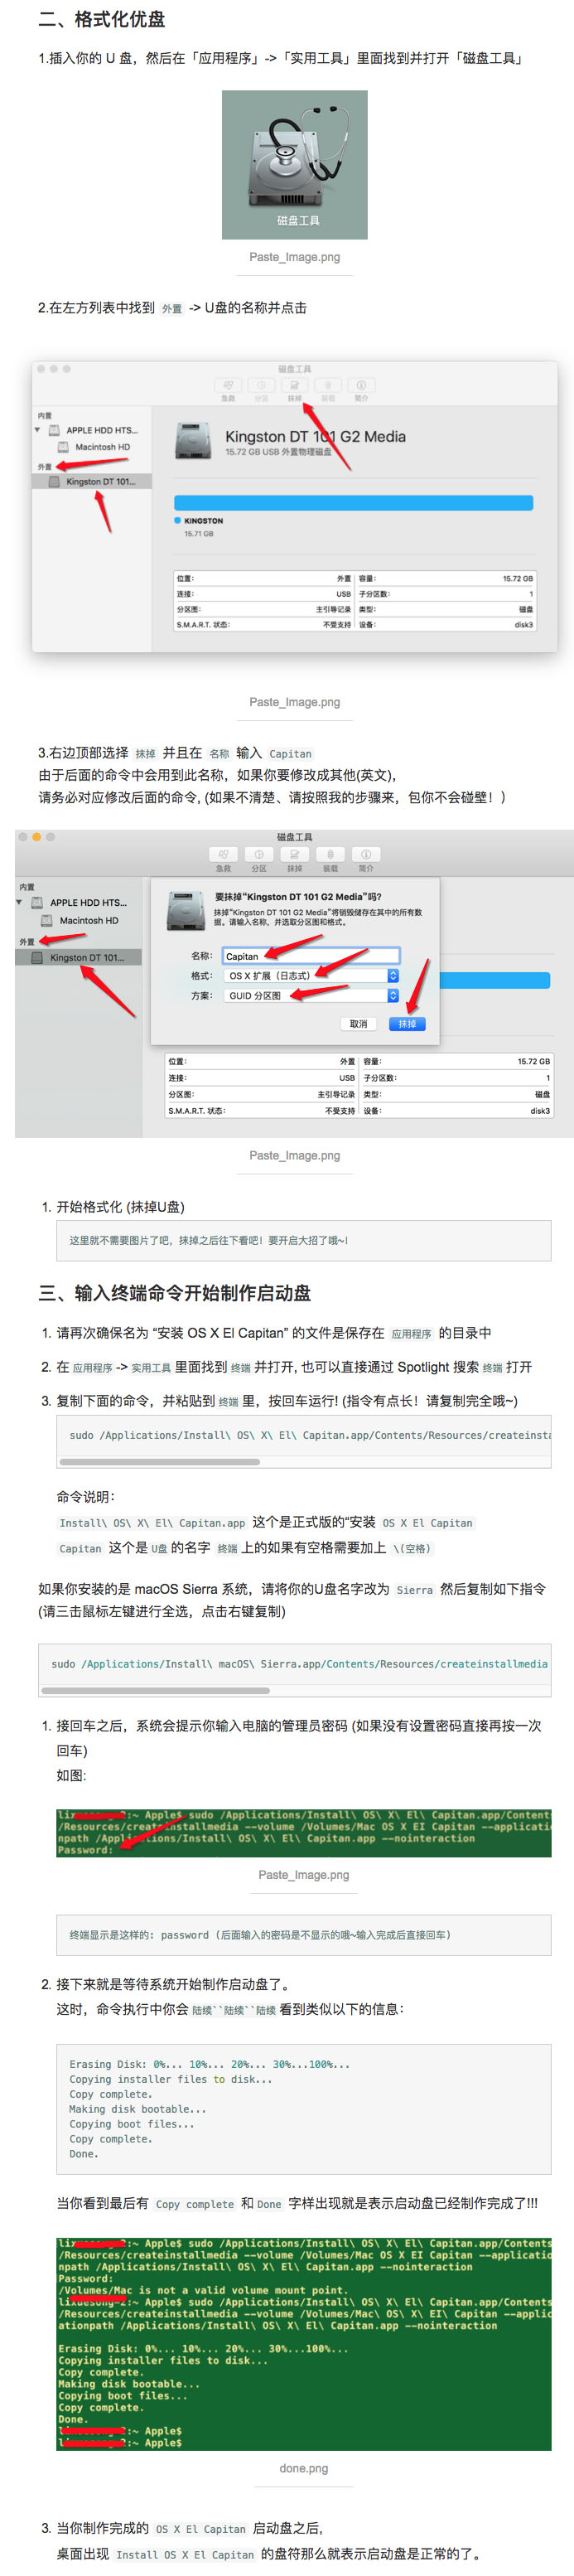 二、格式化优盘
1.插入你的 U 盘，然后在「应用程序」->「实用工具」里面找到并打开「磁盘工具」
磁盘工具
Paste_Image.png
2.在左方列表中找到 外置 -> U盘的名称并点击
磁盘工具
急救 分区 抹掉 装载 简介
内置
APPLE HDD HTS...
Macintosh HD
外置
Kingston DT 101...
Kingston DT 101 G2 Media
15.72 GB USB 外置物理磁盘
KINGSTON
15.71 GB
位置： 外置 容量： 15.72 GB
连接： USB 子分区数： 1
分区图： 主引导记录 类型： 磁盘
S.M.A.R.T. 状态： 不受支持 设备： disk3
Paste_Image.png
3.右边顶部选择 抹掉 并且在 名称 输入 Capitan
由于后面的命令中会用到此名称，如果你要修改成其他(英文)，
请务必对应修改后面的命令, (如果不清楚、请按照我的步骤来，包你不会碰壁！)
磁盘工具
急救 分区 抹掉 装载 简介
内置
APPLE HDD HTS...
Macintosh HD
外置
Kingston DT 101...
要抹掉“Kingston DT 101 G2 Media”吗?
抹掉“Kingston DT 101 G2 Media”将销毁储存在其中的所有数
据。请输入名称，并选取分区图和格式。
名称： Capitan
格式： OS X 扩展（日志式）
方案： GUID 分区图
取消 抹掉
位置： 外置 容量： 15.72 GB
连接： USB 子分区数： 1
分区图： 主引导记录 类型： 磁盘
S.M.A.R.T. 状态： 不受支持 设备： disk3
Paste_Image.png
1. 开始格式化 (抹掉U盘)
这里就不需要图片了吧，抹掉之后往下看吧！要开启大招了哦~!
三、输入终端命令开始制作启动盘
1. 请再次确保名为 “安装 OS X El Capitan” 的文件是保存在 应用程序 的目录中
2. 在 应用程序 -> 实用工具 里面找到 终端 并打开, 也可以直接通过 Spotlight 搜索 终端 打开
3. 复制下面的命令，并粘贴到 终端 里，按回车运行! (指令有点长！请复制完全哦~)
sudo /Applications/Install\ OS\ X\ El\ Capitan.app/Contents/Resources/createinsta
命令说明：
Install\ OS\ X\ El\ Capitan.app 这个是正式版的“安装 OS X El Capitan
Capitan 这个是 U盘 的名字 终端 上的如果有空格需要加上 \(空格)
如果你安装的是 macOS Sierra 系统，请将你的U盘名字改为 Sierra 然后复制如下指令
(请三击鼠标左键进行全选，点击右键复制)
sudo /Applications/Install\ macOS\ Sierra.app/Contents/Resources/createinstallmedia
1. 接回车之后，系统会提示你输入电脑的管理员密码 (如果没有设置密码直接再按一次
回车)
如图:
:~ Apple$ sudo /Applications/Install\ OS\ X\ El\ Capitan.app/Content
/Resources/createinstallmedia --volume /Volumes/Mac OS X EI Capitan --applicatio
npath /Applications/Install\ OS\ X\ El\ Capitan.app --nointeraction
Password:
Paste_Image.png
终端显示是这样的: password (后面输入的密码是不显示的哦~输入完成后直接回车)
2. 接下来就是等待系统开始制作启动盘了。
这时，命令执行中你会 陆续``陆续``陆续 看到类似以下的信息：
Erasing Disk: 0%... 10%... 20%... 30%...100%...
Copying installer files to disk...
Copy complete.
Making disk bootable...
Copying boot files...
Copy complete.
Done.
当你看到最后有 Copy complete 和 Done 字样出现就是表示启动盘已经制作完成了!!!
:~ Apple$ sudo /Applications/Install\ OS\ X\ El\ Capitan.app/Contents
/Resources/createinstallmedia --volume /Volumes/Mac OS X EI Capitan --applicatio
npath /Applications/Install\ OS\ X\ El\ Capitan.app --nointeraction
Password:
/Volumes/Mac is not a valid volume mount point.
:~ Apple$ sudo /Applications/Install\ OS\ X\ El\ Capitan.app/Contents
/Resources/createinstallmedia --volume /Volumes/Mac\ OS\ X\ EI\ Capitan --applic
ationpath /Applications/Install\ OS\ X\ El\ Capitan.app --nointeraction
Erasing Disk: 0%... 10%... 20%... 30%...100%...
Copying installer files to disk...
Copy complete.
Making disk bootable...
Copying boot files...
Copy complete.
Done.
:~ Apple$
:~ Apple$
done.png
3. 当你制作完成的 OS X El Capitan 启动盘之后,
桌面出现 Install OS X El Capitan 的盘符那么就表示启动盘是正常的了。